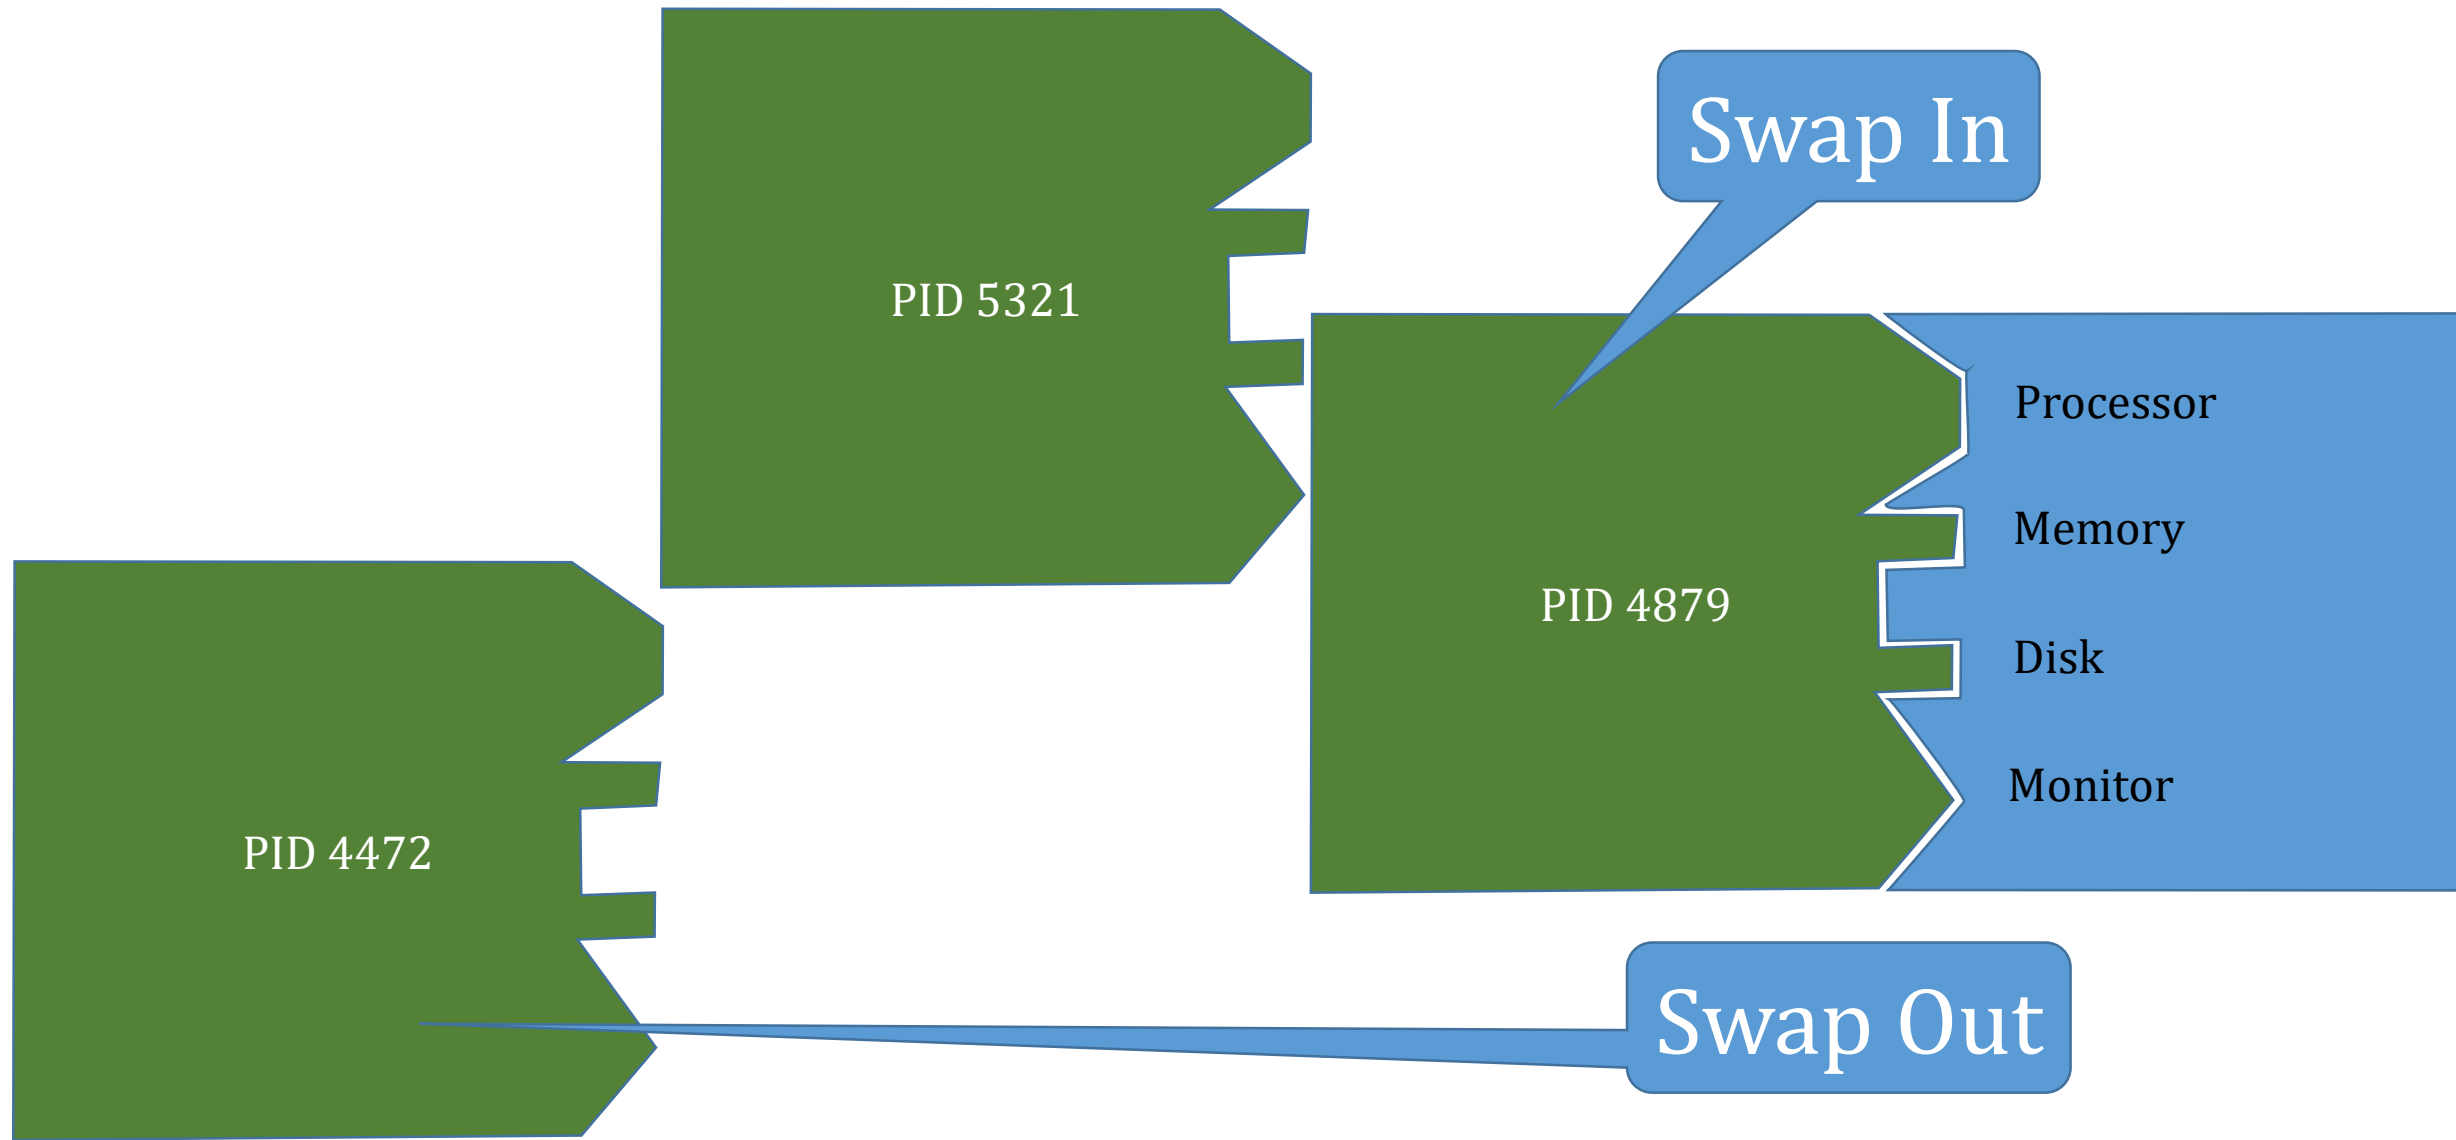 Swap In
PID 5321
Processor
Memory
PID 4879
Disk
Monitor
PID 4472
Swap Out